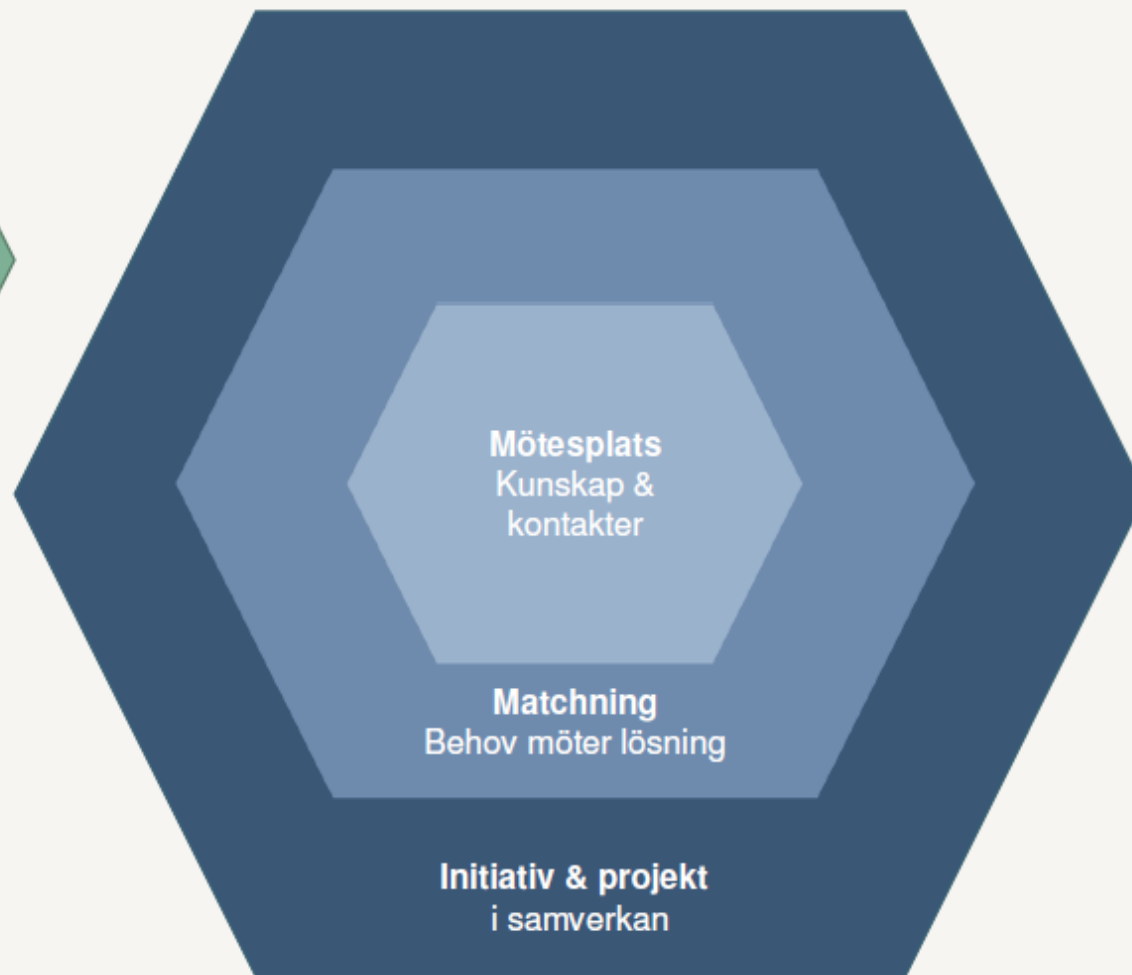 Mötesplats
Kunskap &
kontakter
Matchning
Behov möter lösning
Initiativ & projekt
i samverkan